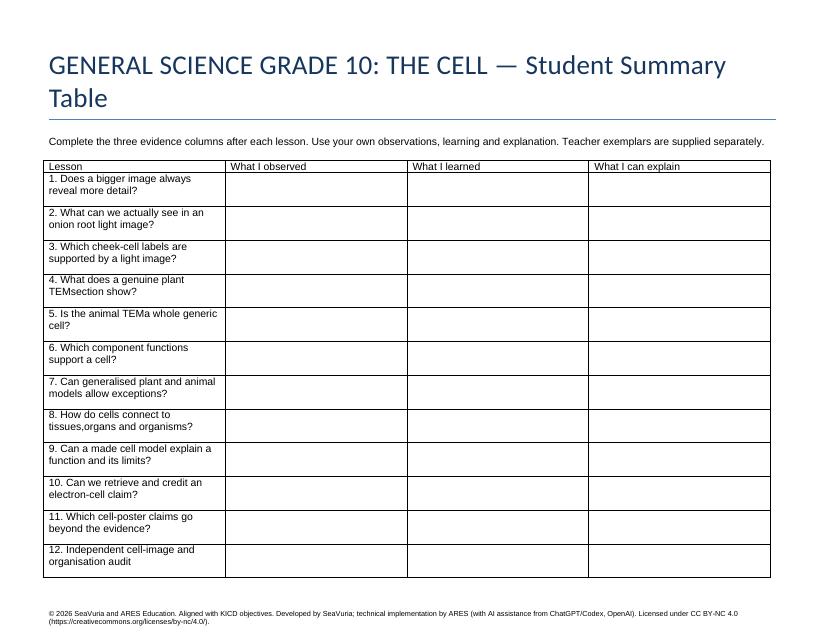 GENERAL SCIENCE GRADE 10: THE CELL — Student Summary
Table
Complete the three evidence columns after each lesson. Use your own observations, learning and explanation. Teacher exemplars are supplied separately.
Lesson What I observed What I learned What I can explain
1. Does a bigger image always
reveal more detail?
2. What can we actually see in an
onion root light image?
3. Which cheek-cell labels are
supported by a light image?
4. What does a genuine plant
TEMsection show?
5. Is the animal TEMa whole generic
cell?
6. Which component functions
support a cell?
7. Can generalised plant and animal
models allow exceptions?
8. How do cells connect to
tissues,organs and organisms?
9. Can a made cell model explain a
function and its limits?
10. Can we retrieve and credit an
electron-cell claim?
11. Which cell-poster claims go
beyond the evidence?
12. Independent cell-image and
organisation audit
© 2026 SeaVuria and ARES Education. Aligned with KICD objectives. Developed by SeaVuria; technical implementation by ARES (with AI assistance from ChatGPT/Codex, OpenAI). Licensed under CC BY-NC 4.0
(https://creativecommons.org/licenses/by-nc/4.0/).